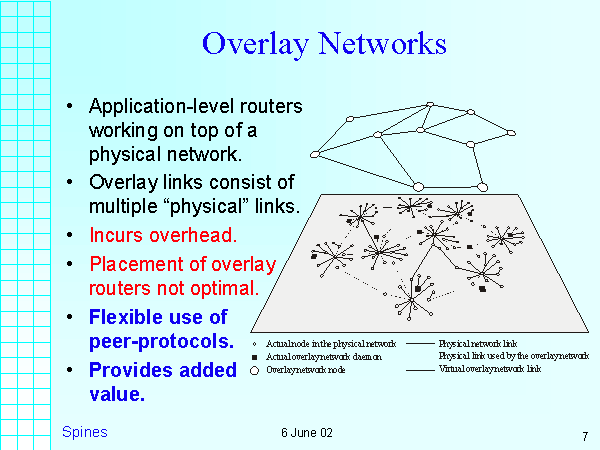 Overlay Networks
• Application-level routers
working on top of a
physical network.
• Overlay links consist of
multiple “physical” links.
• Incurs overhead.
• Placement of overlay
routers not optimal.
• Flexible use of
peer-protocols.
• Provides added
value.
Actual node in the physical network
Actual overlay network daemon
Overlay network node
Physical network link
Physical link used by the overlay network
Virtual overlay network link
Spines
6 June 02
7